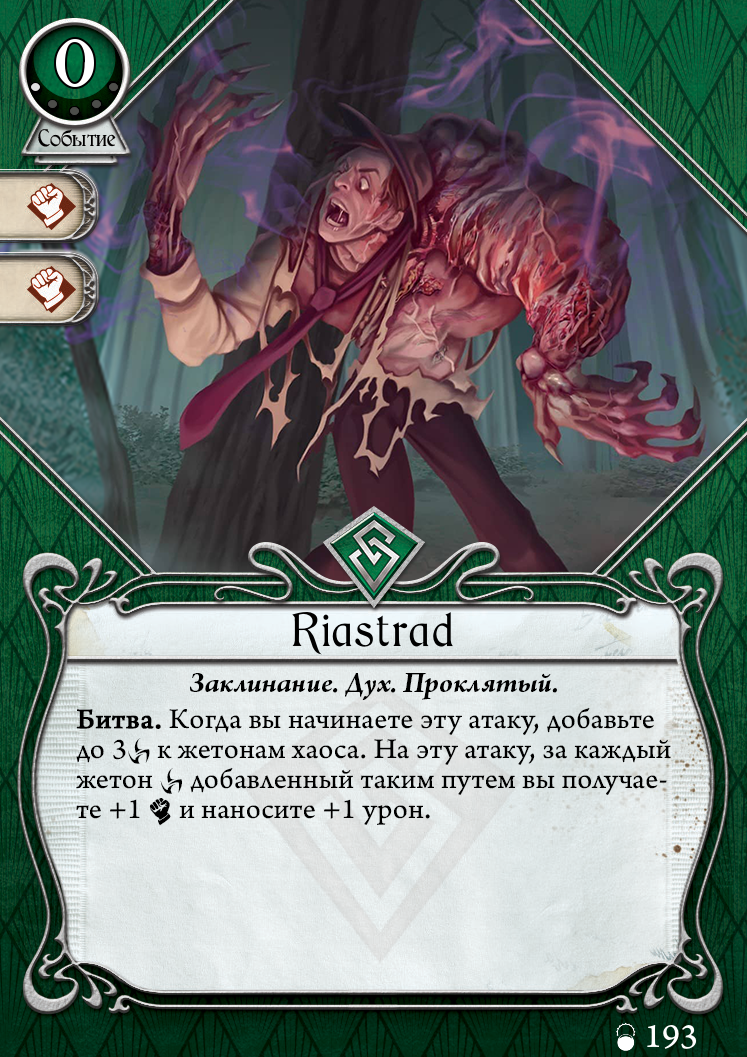 0
Событие
Riastrad
Заклинание. Дух. Проклятый.
Битва. Когда вы начинаете эту атаку, добавьте
до 3 к жетонам хаоса. На эту атаку, за каждый
жетон добавленный таким путем вы получае-
те +1 и наносите +1 урон.
193